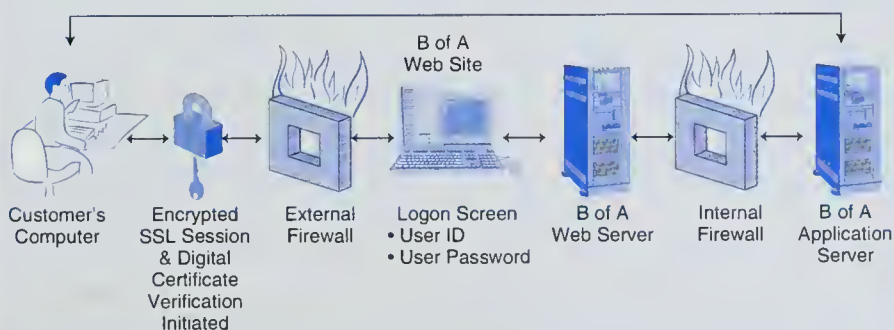 B of A
Web Site
Customer's
Computer
Encrypted
SSL Session
& Digital
Certificate
Verification
Initiated
External
Firewall
Logon Screen
• User ID
• User Password
B of A
Web Server
Internal
Firewall
B of A
Application
Server